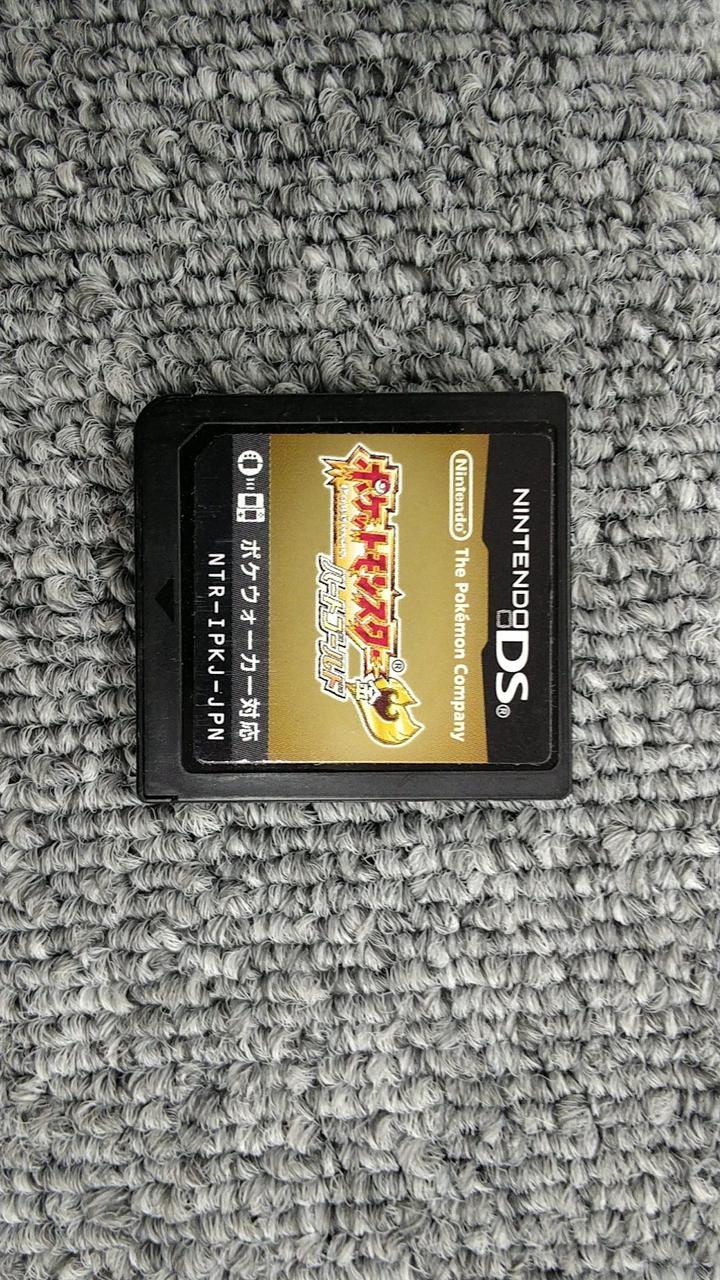 NINTENDO DS®
Nintendo The Pokémon Company
ポケットモンスター®
ハートゴールド
ポケウォーカー対応
NTR-IPKJ-JPN